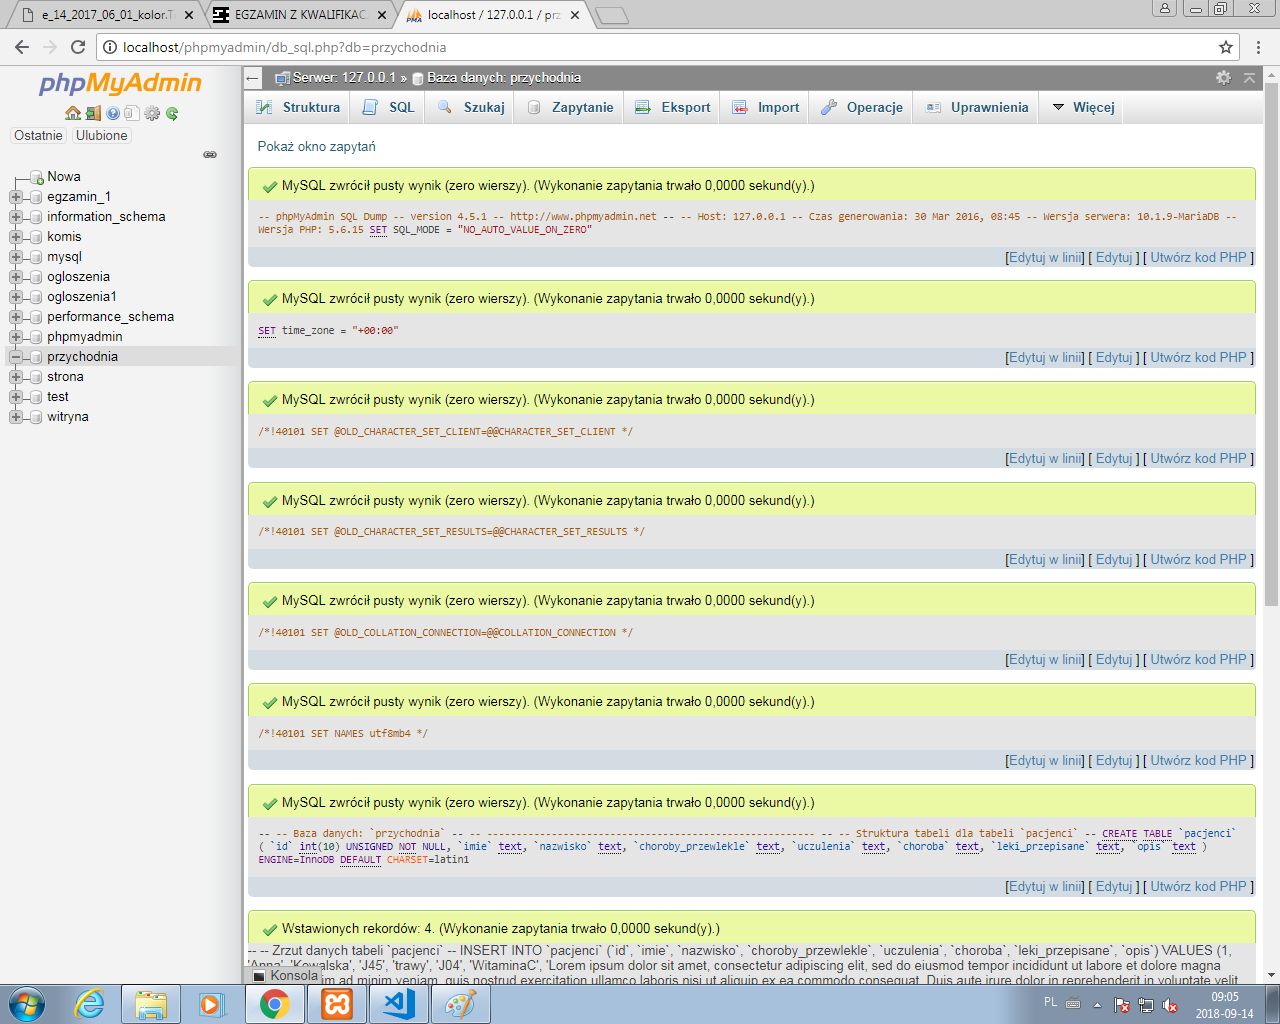 e_14_2017_06_01_kolor.T
EGZAMIN Z KWALIFIKAC
localhost / 127.0.0.1 / prz
localhost/phpmyadmin/db_sql.php?db=przychodnia
phpMyAdmin
Ostatnie Ulubione
Nowa
egzamin_1
information_schema
komis
mysql
ogloszenia
ogloszenia1
performance_schema
phpmyadmin
przychodnia
strona
test
witryna
Serwer: 127.0.0.1 » Baza danych: przychodnia
Struktura SQL Szukaj Zapytanie Eksport Import Operacje Uprawnienia Więcej
Pokaż okno zapytań
MySQL zwrócił pusty wynik (zero wierszy). (Wykonanie zapytania trwało 0,0000 sekund(y).)
-- phpMyAdmin SQL Dump -- version 4.5.1 -- http://www.phpmyadmin.net -- -- Host: 127.0.0.1 -- Czas generowania: 30 Mar 2016, 08:45 -- Wersja serwera: 10.1.9-MariaDB --
Wersja PHP: 5.6.15 SET SQL_MODE = "NO_AUTO_VALUE_ON_ZERO"
[Edytuj w linii] [ Edytuj ] [ Utwórz kod PHP ]
MySQL zwrócił pusty wynik (zero wierszy). (Wykonanie zapytania trwało 0,0000 sekund(y).)
SET time_zone = "+00:00"
[Edytuj w linii] [ Edytuj ] [ Utwórz kod PHP ]
MySQL zwrócił pusty wynik (zero wierszy). (Wykonanie zapytania trwało 0,0000 sekund(y).)
/*!40101 SET @OLD_CHARACTER_SET_CLIENT=@@CHARACTER_SET_CLIENT */
[Edytuj w linii] [ Edytuj ] [ Utwórz kod PHP ]
MySQL zwrócił pusty wynik (zero wierszy). (Wykonanie zapytania trwało 0,0000 sekund(y).)
/*!40101 SET @OLD_CHARACTER_SET_RESULTS=@@CHARACTER_SET_RESULTS */
[Edytuj w linii] [ Edytuj ] [ Utwórz kod PHP ]
MySQL zwrócił pusty wynik (zero wierszy). (Wykonanie zapytania trwało 0,0000 sekund(y).)
/*!40101 SET @OLD_COLLATION_CONNECTION=@@COLLATION_CONNECTION */
[Edytuj w linii] [ Edytuj ] [ Utwórz kod PHP ]
MySQL zwrócił pusty wynik (zero wierszy). (Wykonanie zapytania trwało 0,0000 sekund(y).)
/*!40101 SET NAMES utf8mb4 */
[Edytuj w linii] [ Edytuj ] [ Utwórz kod PHP ]
MySQL zwrócił pusty wynik (zero wierszy). (Wykonanie zapytania trwało 0,0000 sekund(y).)
-- -- Baza danych: `przychodnia` -- -- -------------------------------------------------------- -- -- Struktura tabeli dla tabeli `pacjenci` -- CREATE TABLE `pacjenci`
( `id` int(10) UNSIGNED NOT NULL, `imie` text, `nazwisko` text, `choroby_przewlekle` text, `uczulenia` text, `choroba` text, `leki_przepisane` text, `opis` text )
ENGINE=InnoDB DEFAULT CHARSET=latin1
[Edytuj w linii] [ Edytuj ] [ Utwórz kod PHP ]
Wstawionych rekordów: 4. (Wykonanie zapytania trwało 0,0000 sekund(y).)
-- -- Zrzut danych tabeli `pacjenci` -- INSERT INTO `pacjenci` (`id`, `imie`, `nazwisko`, `choroby_przewlekle`, `uczulenia`, `choroba`, `leki_przepisane`, `opis`) VALUES (1,
'Anna', 'Kowalska', 'J45', 'trawy', 'J04', 'WitaminaC', 'Lorem ipsum dolor sit amet, consectetur adipiscing elit, sed do eiusmod tempor incididunt ut labore et dolore magna
Konsola im ad minim veniam, quis nostrud exercitation ullamco laboris nisi ut aliquip ex ea commodo consequat. Duis aute irure dolor in reprehenderit in voluptate velit
PL
09:05
2018-09-14